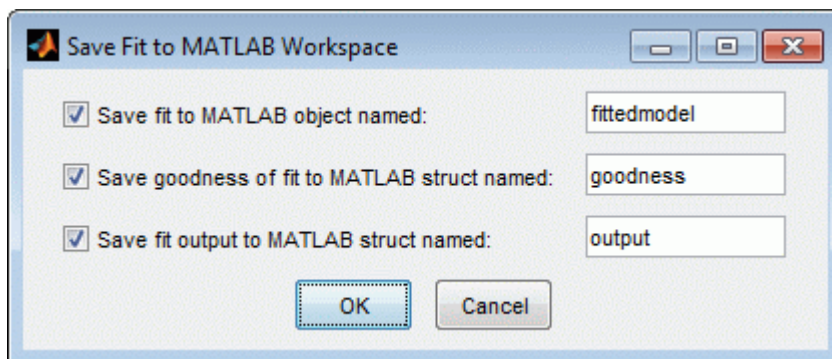 Save Fit to MATLAB Workspace
Save fit to MATLAB object named: fittedmodel
Save goodness of fit to MATLAB struct named: goodness
Save fit output to MATLAB struct named: output
OK Cancel